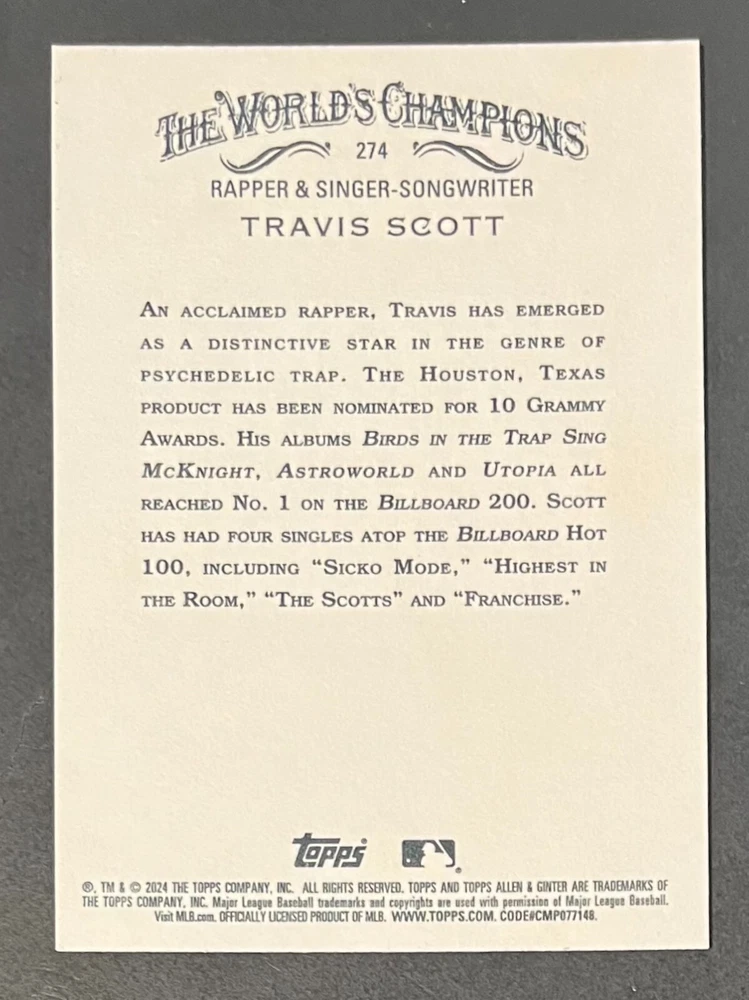 THE WORLD'S CHAMPIONS
274
RAPPER & SINGER-SONGWRITER
TRAVIS SCOTT
AN ACCLAIMED RAPPER, TRAVIS HAS EMERGED
AS A DISTINCTIVE STAR IN THE GENRE OF
PSYCHEDELIC TRAP. THE HOUSTON, TEXAS
PRODUCT HAS BEEN NOMINATED FOR 10 GRAMMY
AWARDS. HIS ALBUMS BIRDS IN THE TRAP SING
MCKNIGHT, ASTROWORLD AND UTOPIA ALL
REACHED NO. 1 ON THE BILLBOARD 200. SCOTT
HAS HAD FOUR SINGLES ATOP THE BILLBOARD HOT
100, INCLUDING “SICKO MODE,” “HIGHEST IN
THE ROOM,” “THE SCOTTS” AND “FRANCHISE.”
Topps
®, TM & © 2024 THE TOPPS COMPANY, INC. ALL RIGHTS RESERVED. TOPPS AND TOPPS ALLEN & GINTER ARE TRADEMARKS OF
THE TOPPS COMPANY, INC. Major League Baseball trademarks and copyrights are used with permission of Major League Baseball.
Visit MLB.com. OFFICIALLY LICENSED PRODUCT OF MLB. WWW.TOPPS.COM. CODE#CMP077148.